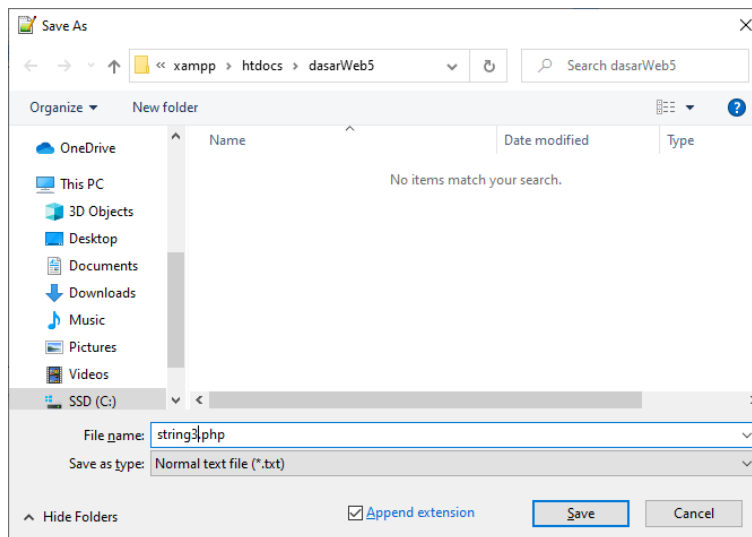 Save As
« xampp › htdocs › dasarWeb5
Search dasarWeb5
Organize
New folder
Name
Date modified
Type
No items match your search.
OneDrive
This PC
3D Objects
Desktop
Documents
Downloads
Music
Pictures
Videos
SSD (C:)
File name: string3.php
Save as type: Normal text file (*.txt)
Hide Folders
Append extension
Save
Cancel